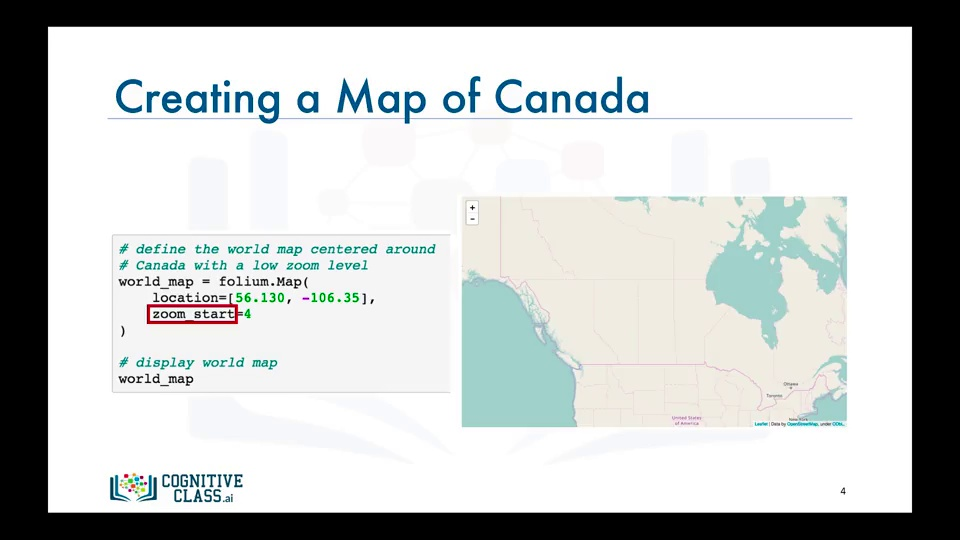 Creating a Map of Canada
# define the world map centered around
# Canada with a low zoom level
world_map = folium.Map(
location=[56.130, -106.35],
zoom_start=4
)
# display world map
world_map
+
-
Ottawa
Toronto
New York
United States
of America
Leaflet | Data by OpenStreetMap, under ODbL.
COGNITIVE
CLASS.ai
4